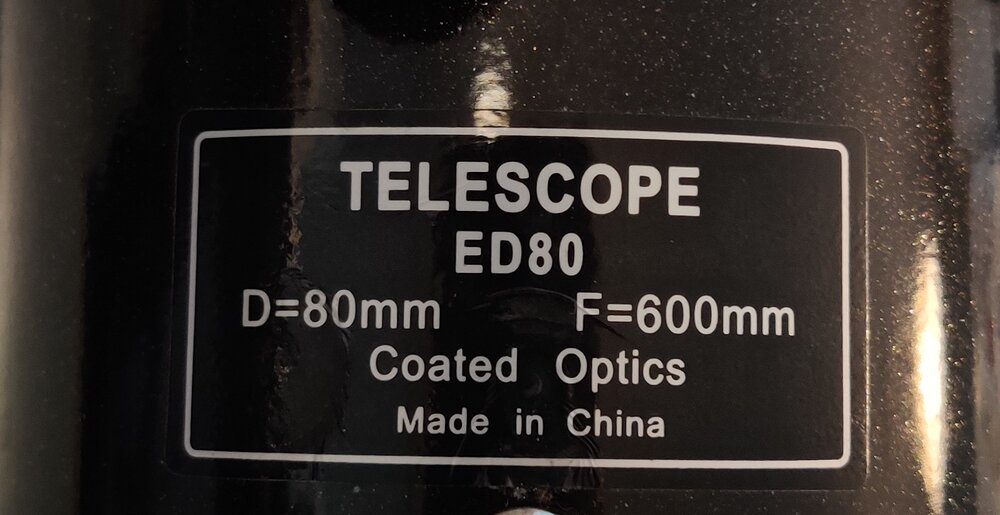 TELESCOPE
ED80
D=80mm F=600mm
Coated Optics
Made in China